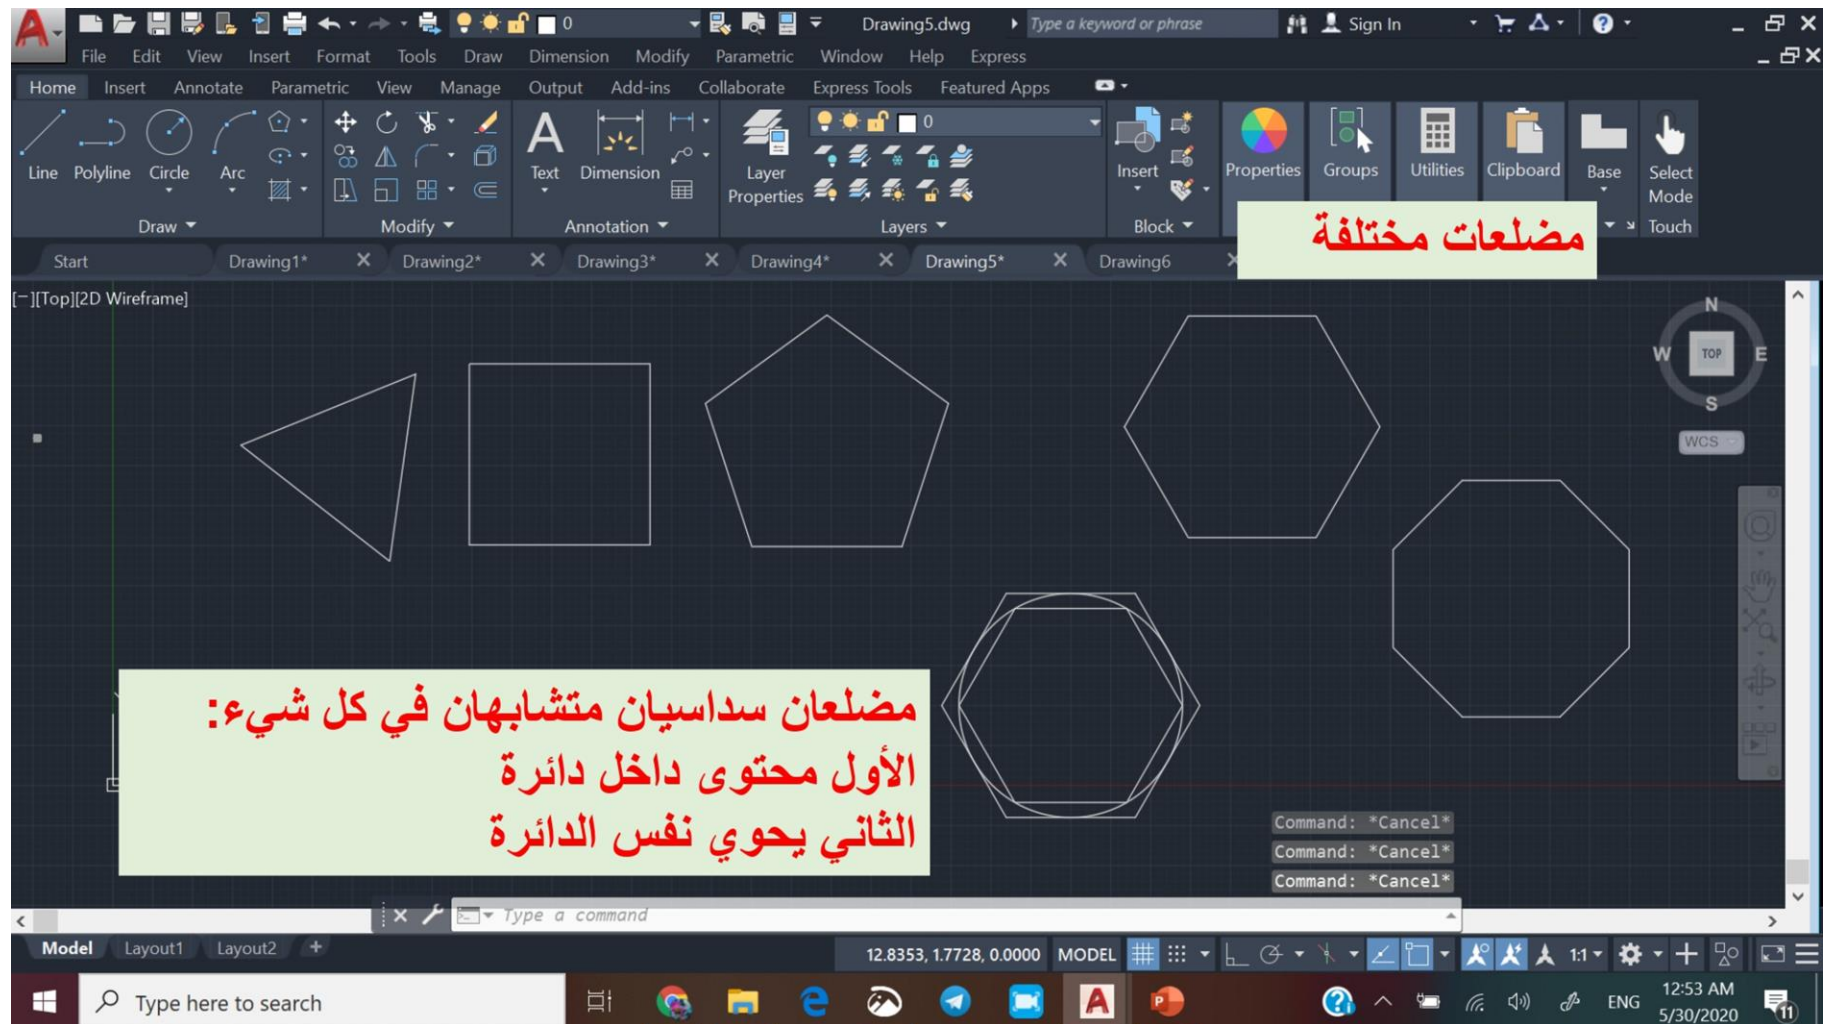 0
Drawing5.dwg
Type a keyword or phrase
Sign In
File Edit View Insert Format Tools Draw Dimension Modify Parametric Window Help Express
Home Insert Annotate Parametric View Manage Output Add-ins Collaborate Express Tools Featured Apps
0
Line Polyline Circle Arc
Text Dimension
Layer Properties
Insert
Properties Groups Utilities Clipboard Base
Select Mode
Draw Modify Annotation Layers Block Touch
مضلعات مختلفة
Start Drawing1* Drawing2* Drawing3* Drawing4* Drawing5* Drawing6
[−][Top][2D Wireframe]
N
W TOP E
S
WCS
مضلعان سداسيان متشابهان في كل شيء:
الأول محتوى داخل دائرة
الثاني يحوي نفس الدائرة
Command: *Cancel*
Command: *Cancel*
Command: *Cancel*
Type a command
Model Layout1 Layout2 +
12.8353, 1.7728, 0.0000 MODEL 1:1
Type here to search
ENG
12:53 AM
5/30/2020
11